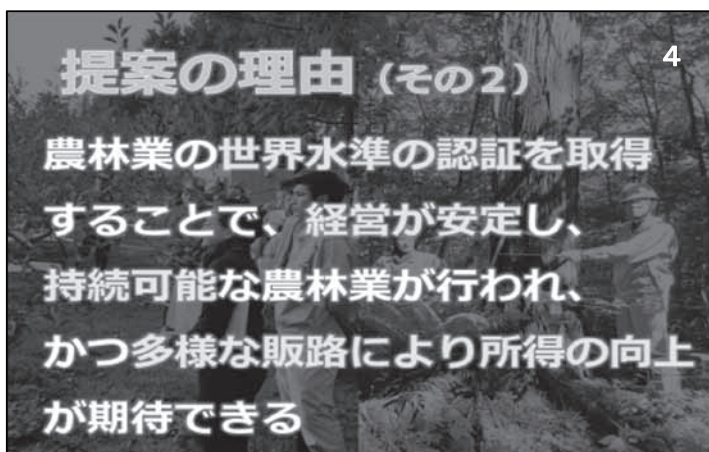 提案の理由（その２）
4
農林業の世界水準の認証を取得
することで、経営が安定し、
持続可能な農林業が行われ、
かつ多様な販路により所得の向上
が期待できる